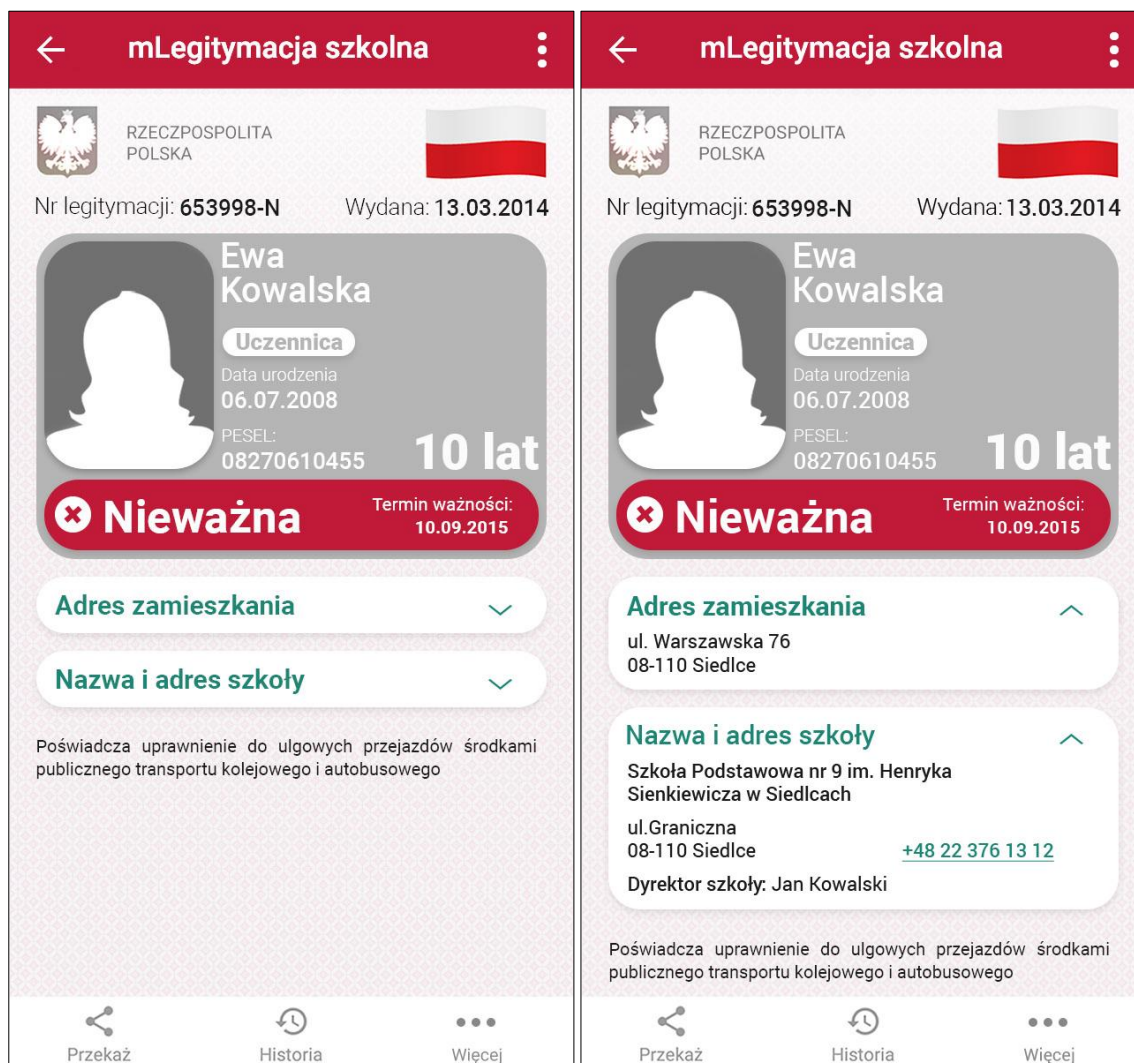 mLegitymacja szkolna
RZECZPOSPOLITA
POLSKA
Nr legitymacji: 653998-N Wydana: 13.03.2014
Ewa
Kowalska
Uczennica
Data urodzenia
06.07.2008
PESEL:
08270610455
10 lat
Nieważna
Termin ważności:
10.09.2015
Adres zamieszkania
Nazwa i adres szkoły
Poświadcza uprawnienie do ulgowych przejazdów środkami
publicznego transportu kolejowego i autobusowego
Przekaż Historia Więcej
mLegitymacja szkolna
RZECZPOSPOLITA
POLSKA
Nr legitymacji: 653998-N Wydana: 13.03.2014
Ewa
Kowalska
Uczennica
Data urodzenia
06.07.2008
PESEL:
08270610455
10 lat
Nieważna
Termin ważności:
10.09.2015
Adres zamieszkania
ul. Warszawska 76
08-110 Siedlce
Nazwa i adres szkoły
Szkoła Podstawowa nr 9 im. Henryka
Sienkiewicza w Siedlcach
ul.Graniczna
08-110 Siedlce +48 22 376 13 12
Dyrektor szkoły: Jan Kowalski
Poświadcza uprawnienie do ulgowych przejazdów środkami
publicznego transportu kolejowego i autobusowego
Przekaż Historia Więcej